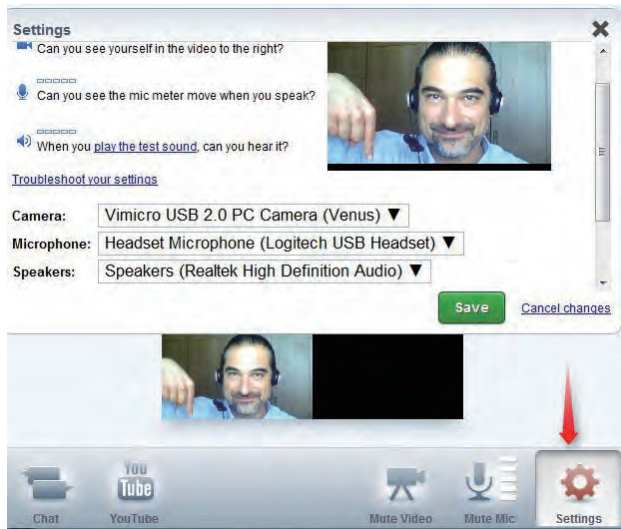 Settings
Can you see yourself in the video to the right?
Can you see the mic meter move when you speak?
When you play the test sound, can you hear it?
Troubleshoot your settings
Camera: Vimicro USB 2.0 PC Camera (Venus) ▼
Microphone: Headset Microphone (Logitech USB Headset) ▼
Speakers: Speakers (Realtek High Definition Audio) ▼
Save Cancel changes
You
Tube
Chat YouTube Mute Video Mute Mic Settings